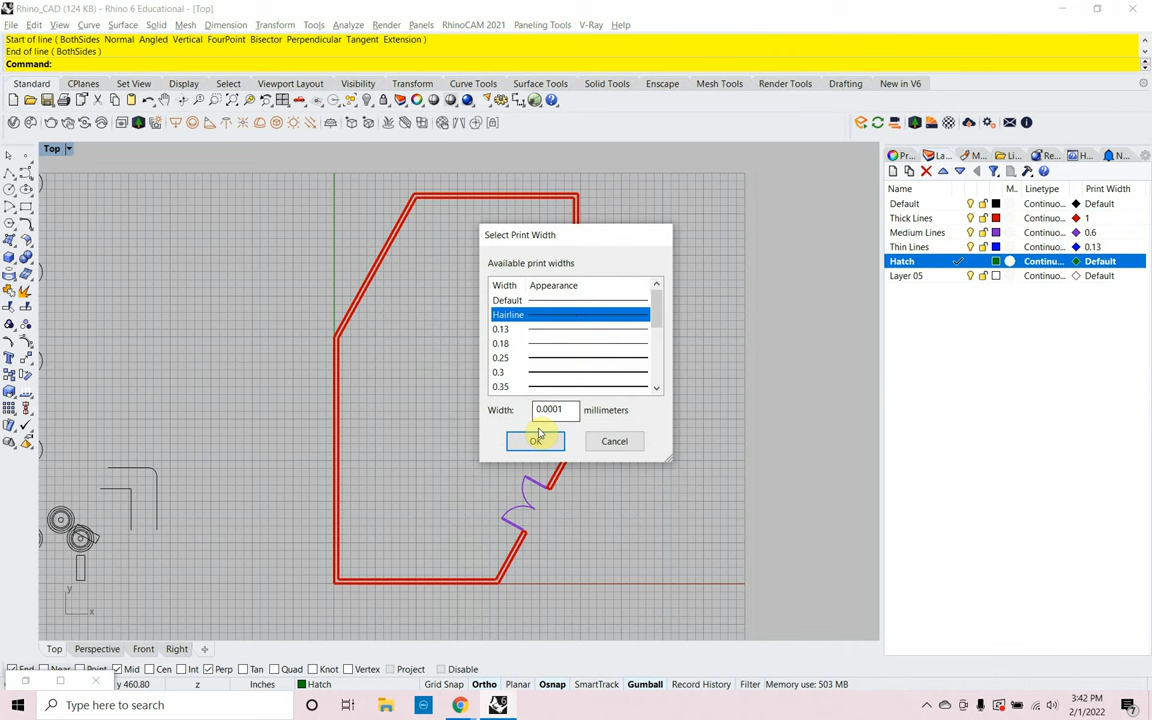 Rhino_CAD (124 KB) - Rhino 6 Educational - [Top]
File Edit View Curve Surface Solid Mesh Dimension Transform Tools Analyze Render Panels RhinoCAM 2021 Paneling Tools V-Ray Help
Start of line ( BothSides Normal Angled Vertical FourPoint Bisector Perpendicular Tangent Extension )
End of line ( BothSides )
Command:
Standard CPlanes Set View Display Select Viewport Layout Visibility Transform Curve Tools Surface Tools Solid Tools Escape Mesh Tools Render Tools Drafting New in V6
Top
Pr... La... M... Li... Re... H... N...
Name M.. Linetype Print Width
Default Continuo... Default
Thick Lines Continuo... 1
Medium Lines Continuo... 0.6
Thin Lines Continuo... 0.13
Hatch Continu... Default
Layer 05 Continuo... Default
Select Print Width
Available print widths
Width Appearance
Default
Hairline
0.13
0.18
0.25
0.3
0.35
Width: 0.0001 millimeters
OK Cancel
y
x
Top Perspective Front Right
End Near Point Mid Cen Int Perp Tan Quad Knot Vertex Project Disable
y 460.80 z Inches Hatch Grid Snap Ortho Planar Osnap SmartTrack Gumball Record History Filter Memory use: 503 MB
Type here to search
3:42 PM
2/1/2022